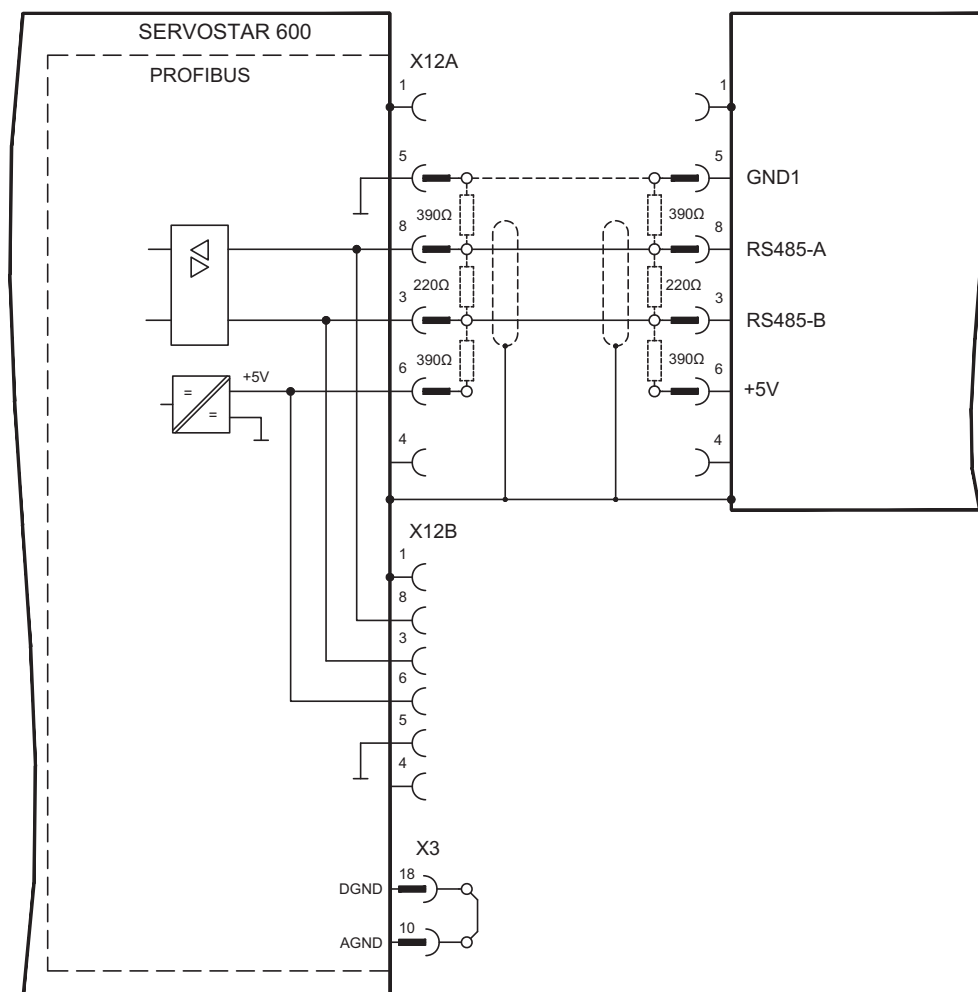 SERVOSTAR 600
PROFIBUS
X12A
1
1
5
5
GND1
390Ω
390Ω
8
8
RS485-A
220Ω
220Ω
3
3
RS485-B
390Ω
390Ω
6
6
+5V
+5V
=
=
4
4
X12B
1
8
3
6
5
4
X3
18
DGND
10
AGND